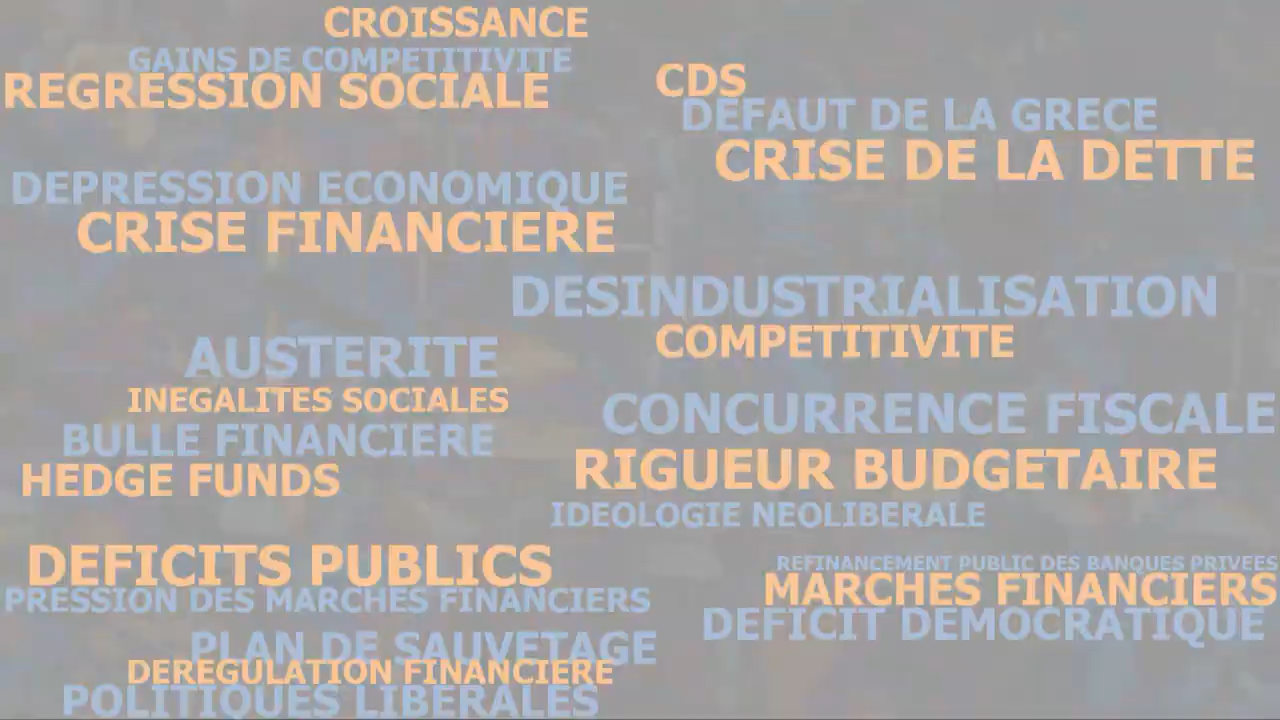 CROISSANCE
GAINS DE COMPETITIVITE
REGRESSION SOCIALE
CDS
DEFAUT DE LA GRECE
CRISE DE LA DETTE
DEPRESSION ECONOMIQUE
CRISE FINANCIERE
DESINDUSTRIALISATION
COMPETITIVITE
AUSTERITE
INEGALITES SOCIALES
BULLE FINANCIERE
HEDGE FUNDS
CONCURRENCE FISCALE
RIGUEUR BUDGETAIRE
IDEOLOGIE NEOLIBERALE
DEFICITS PUBLICS
PRESSION DES MARCHES FINANCIERS
REFINANCEMENT PUBLIC DES BANQUES PRIVEES
MARCHES FINANCIERS
DEFICIT DEMOCRATIQUE
PLAN DE SAUVETAGE
DEREGULATION FINANCIERE
POLITIQUES LIBERALES